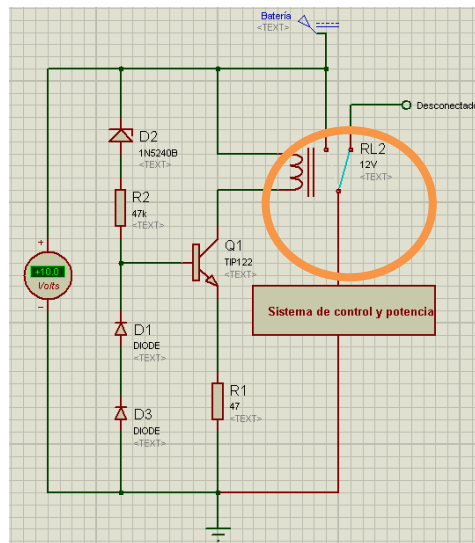 Batería
<TEXT>
Desconectado
D2
1N5240B
<TEXT>
RL2
12V
<TEXT>
R2
47k
<TEXT>
Q1
TIP122
<TEXT>
+
+10.0
Volts
−
Sistema de control y potencia
D1
DIODE
<TEXT>
R1
47
<TEXT>
D3
DIODE
<TEXT>